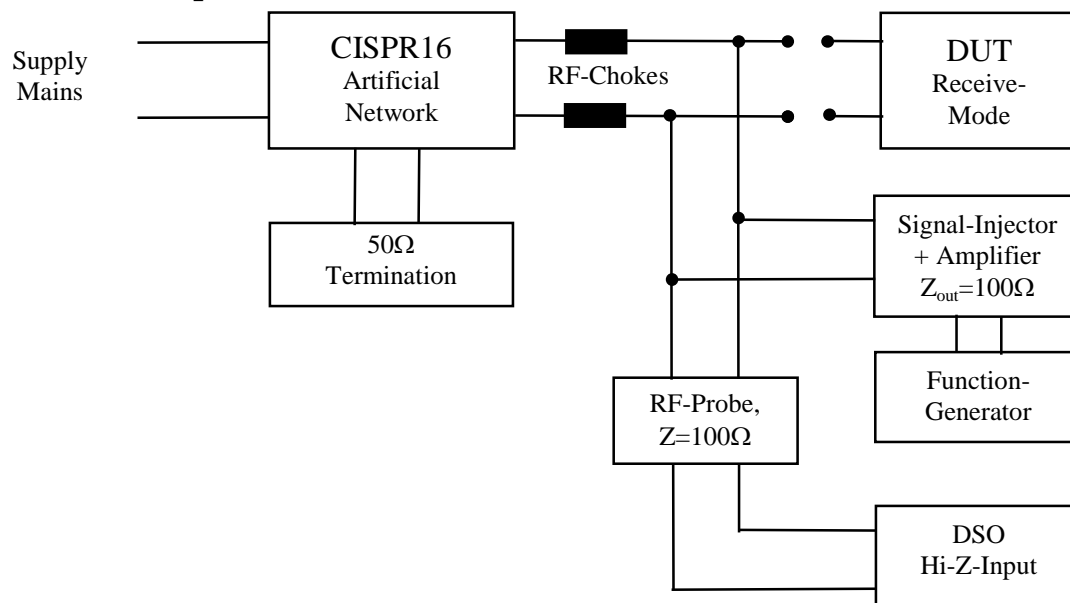 Supply
Mains
CISPR16
Artificial
Network
RF-Chokes
DUT
Receive-
Mode
50Ω
Termination
Signal-Injector
+ Amplifier
Zout=100Ω
Function-
Generator
RF-Probe,
Z=100Ω
DSO
Hi-Z-Input